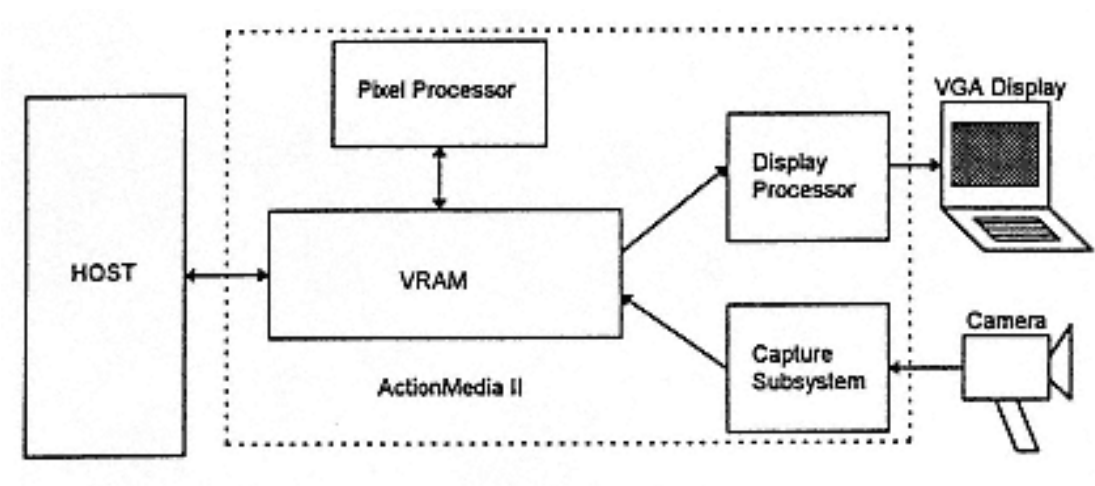 Pixel Processor
VGA Display
Display
Processor
HOST
VRAM
Camera
Capture
Subsystem
ActionMedia II